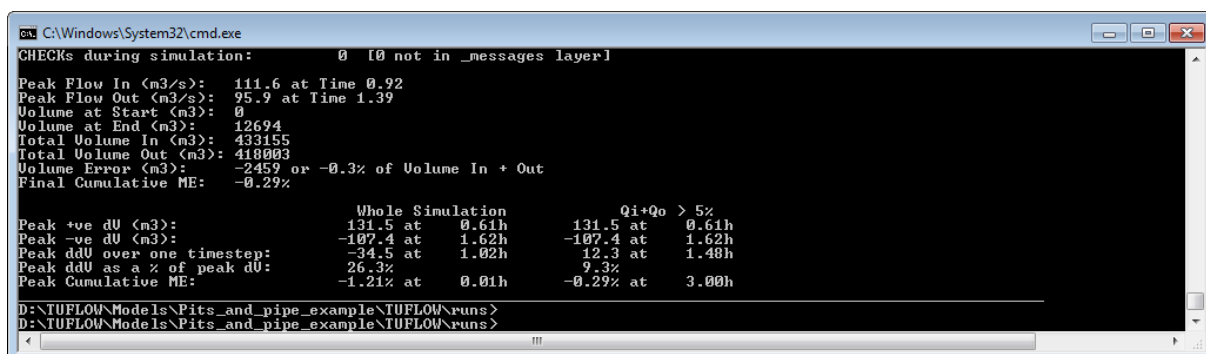 C:\Windows\System32\cmd.exe
CHECKs during simulation: 0 [0 not in _messages layer]
Peak Flow In (m3/s): 111.6 at Time 0.92
Peak Flow Out (m3/s): 95.9 at Time 1.39
Volume at Start (m3): 0
Volume at End (m3): 12694
Total Volume In (m3): 433155
Total Volume Out (m3): 418003
Volume Error (m3): -2459 or -0.3% of Volume In + Out
Final Cumulative ME: -0.29%
Whole Simulation Qi+Qo > 5%
Peak +ve dV (m3): 131.5 at 0.61h 131.5 at 0.61h
Peak -ve dV (m3): -107.4 at 1.62h -107.4 at 1.62h
Peak ddV over one timestep: -34.5 at 1.02h 12.3 at 1.48h
Peak ddV as a % of peak dV: 26.3% 9.3%
Peak Cumulative ME: -1.21% at 0.01h -0.29% at 3.00h
D:\TUFLOW\Models\Pits_and_pipe_example\TUFLOW\runs>
D:\TUFLOW\Models\Pits_and_pipe_example\TUFLOW\runs>